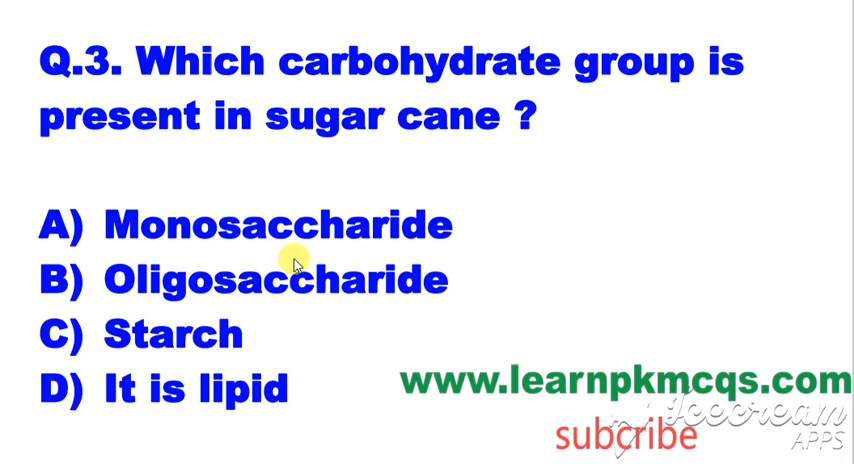 Q.3. Which carbohydrate group is
present in sugar cane ?
A) Monosaccharide
B) Oligosaccharide
C) Starch
D) It is lipid
www.learnpkmcqs.com
Icecream
APPS
subcribe